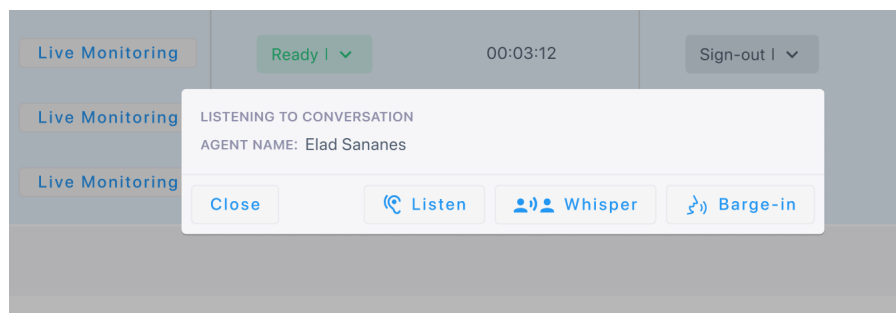 Live Monitoring Ready | 00:03:12 Sign-out |
Live Monitoring
Live Monitoring
LISTENING TO CONVERSATION
AGENT NAME: Elad Sananes
Close Listen Whisper Barge-in